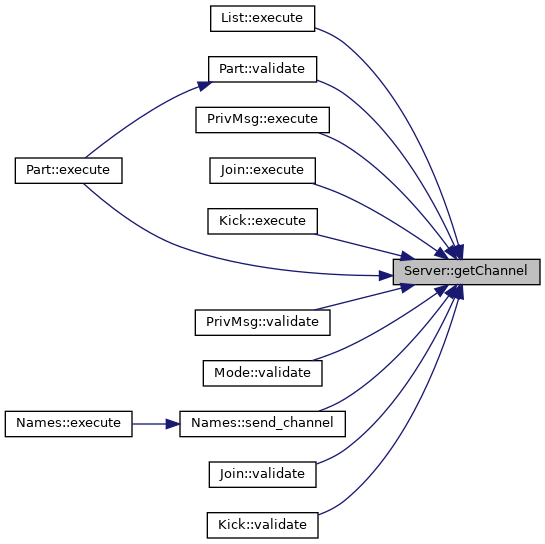 List::execute
Part::validate
PrivMsg::execute
Part::execute
Join::execute
Kick::execute
Server::getChannel
PrivMsg::validate
Mode::validate
Names::execute
Names::send_channel
Join::validate
Kick::validate